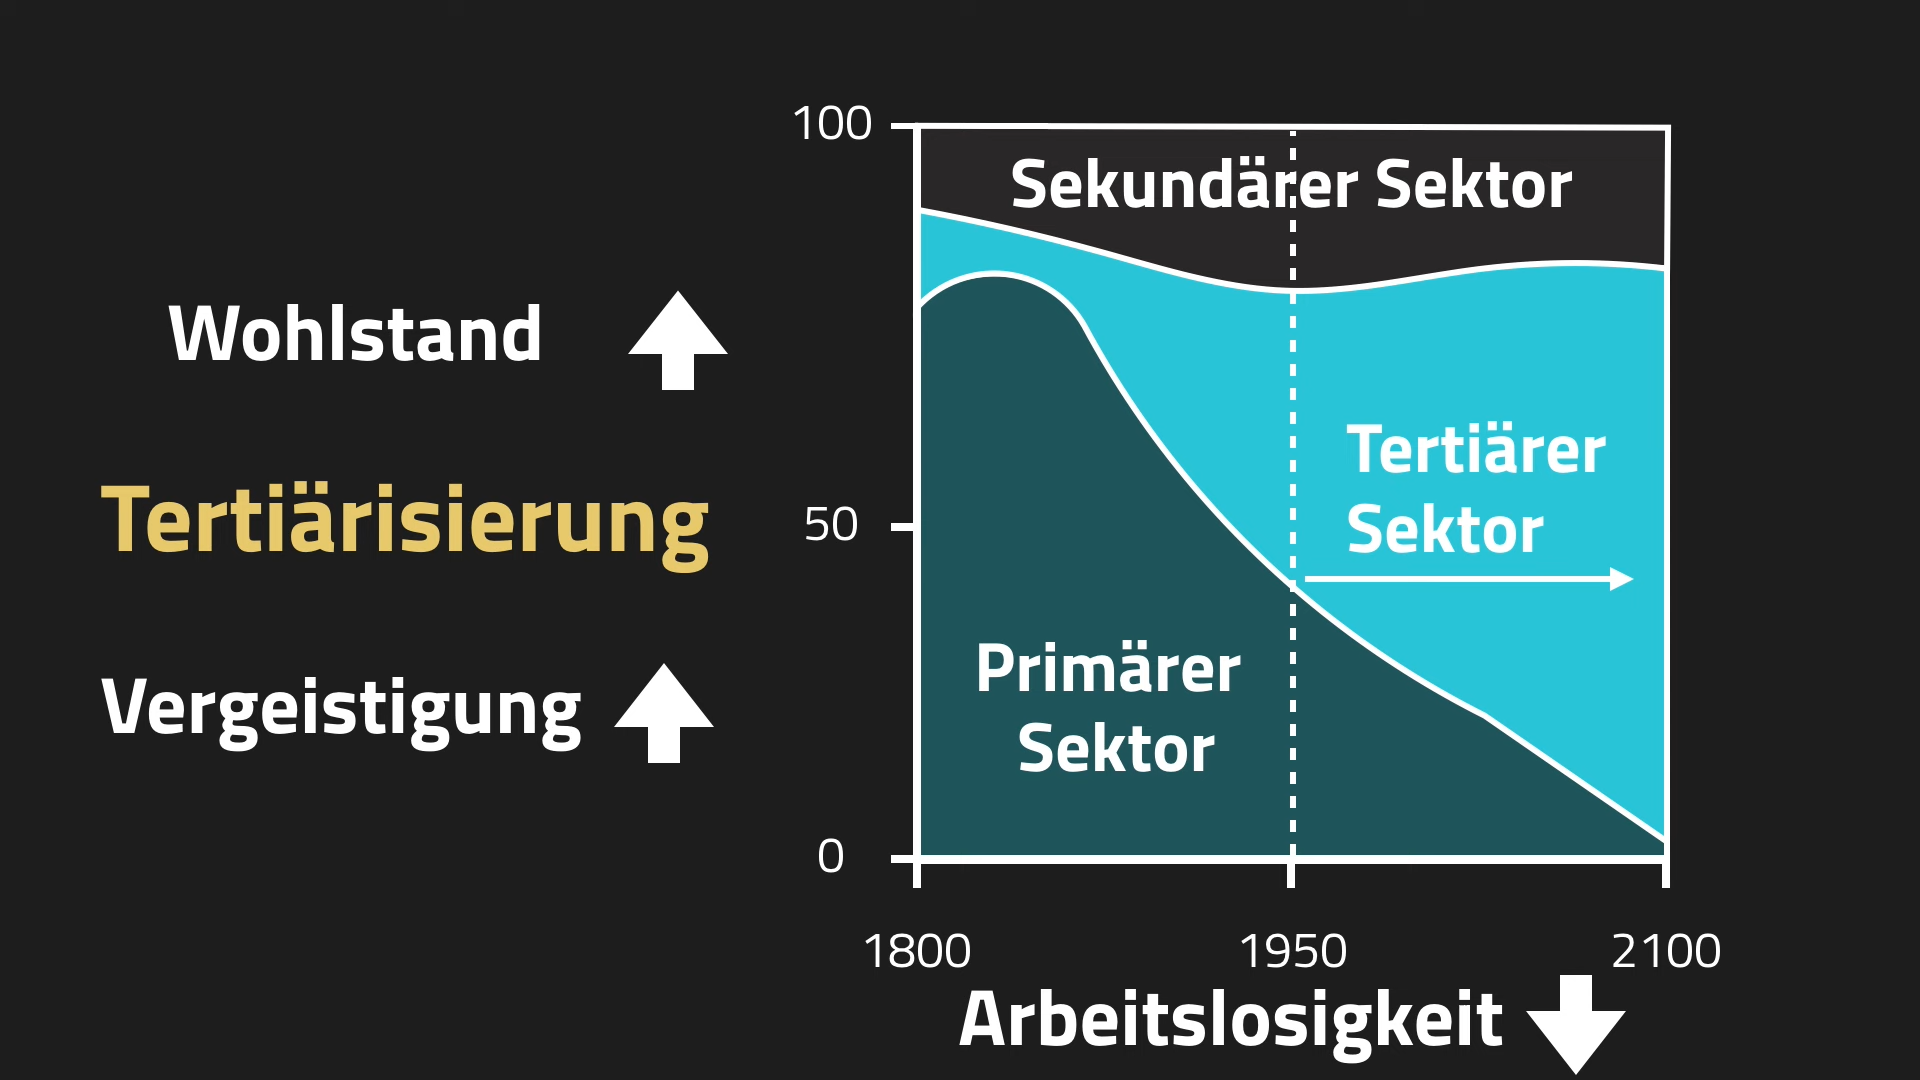 Wohlstand
Tertiärisierung
Vergeistigung
100
50
0
Sekundärer Sektor
Tertiärer
Sektor
Primärer
Sektor
1800 1950 2100
Arbeitslosigkeit